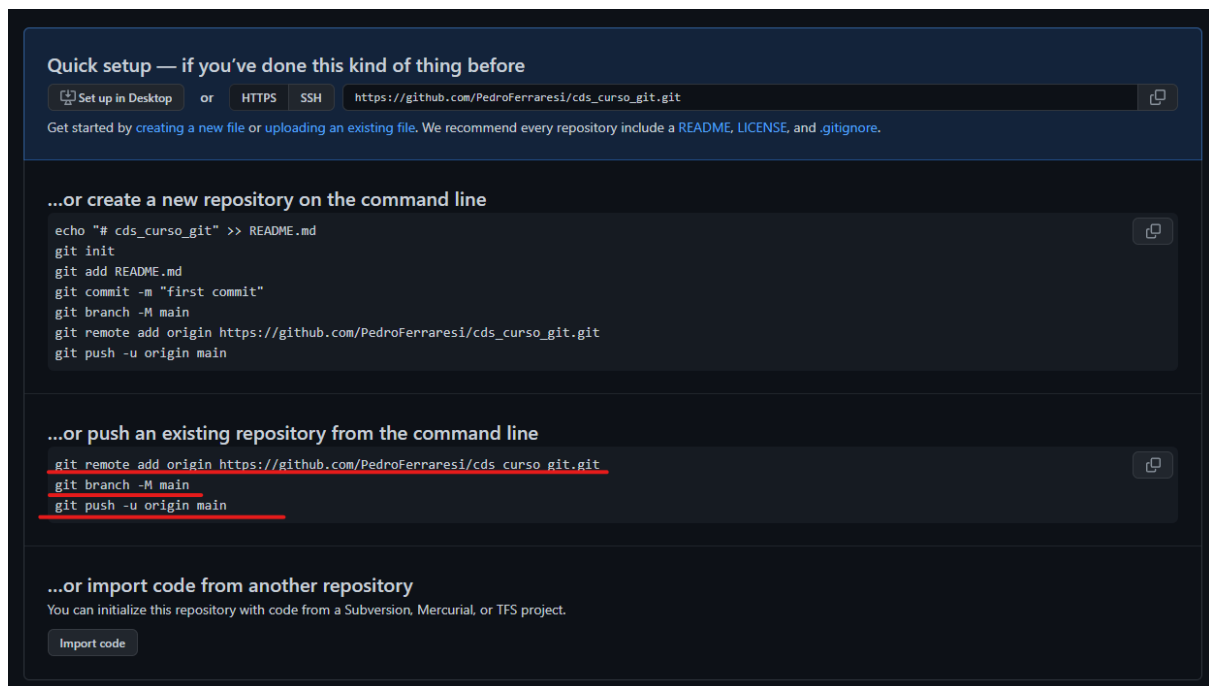 Quick setup — if you've done this kind of thing before
Set up in Desktop or HTTPS SSH https://github.com/PedroFerraresi/cds_curso_git.git
Get started by creating a new file or uploading an existing file. We recommend every repository include a README, LICENSE, and .gitignore.
...or create a new repository on the command line
echo "# cds_curso_git" >> README.md
git init
git add README.md
git commit -m "first commit"
git branch -M main
git remote add origin https://github.com/PedroFerraresi/cds_curso_git.git
git push -u origin main
...or push an existing repository from the command line
git remote add origin https://github.com/PedroFerraresi/cds_curso_git.git
git branch -M main
git push -u origin main
...or import code from another repository
You can initialize this repository with code from a Subversion, Mercurial, or TFS project.
Import code